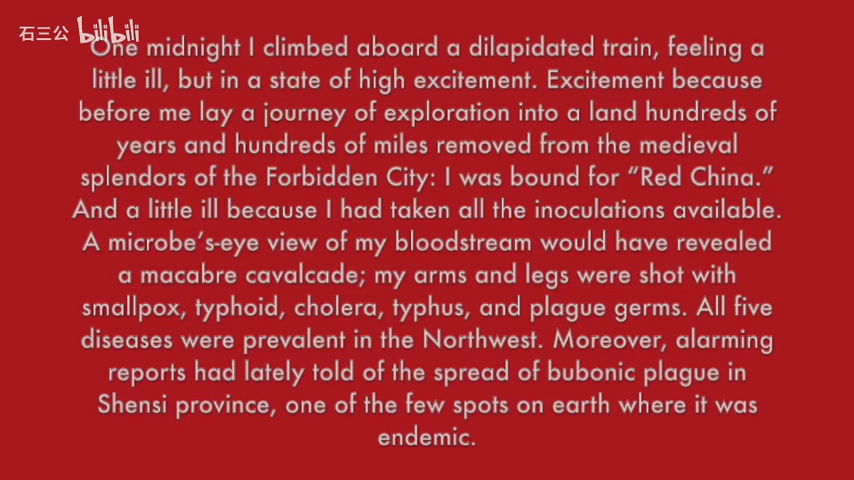 石三公 bilibili
One midnight I climbed aboard a dilapidated train, feeling a
little ill, but in a state of high excitement. Excitement because
before me lay a journey of exploration into a land hundreds of
years and hundreds of miles removed from the medieval
splendors of the Forbidden City: I was bound for “Red China.”
And a little ill because I had taken all the inoculations available.
A microbe’s-eye view of my bloodstream would have revealed
a macabre cavalcade; my arms and legs were shot with
smallpox, typhoid, cholera, typhus, and plague germs. All five
diseases were prevalent in the Northwest. Moreover, alarming
reports had lately told of the spread of bubonic plague in
Shensi province, one of the few spots on earth where it was
endemic.